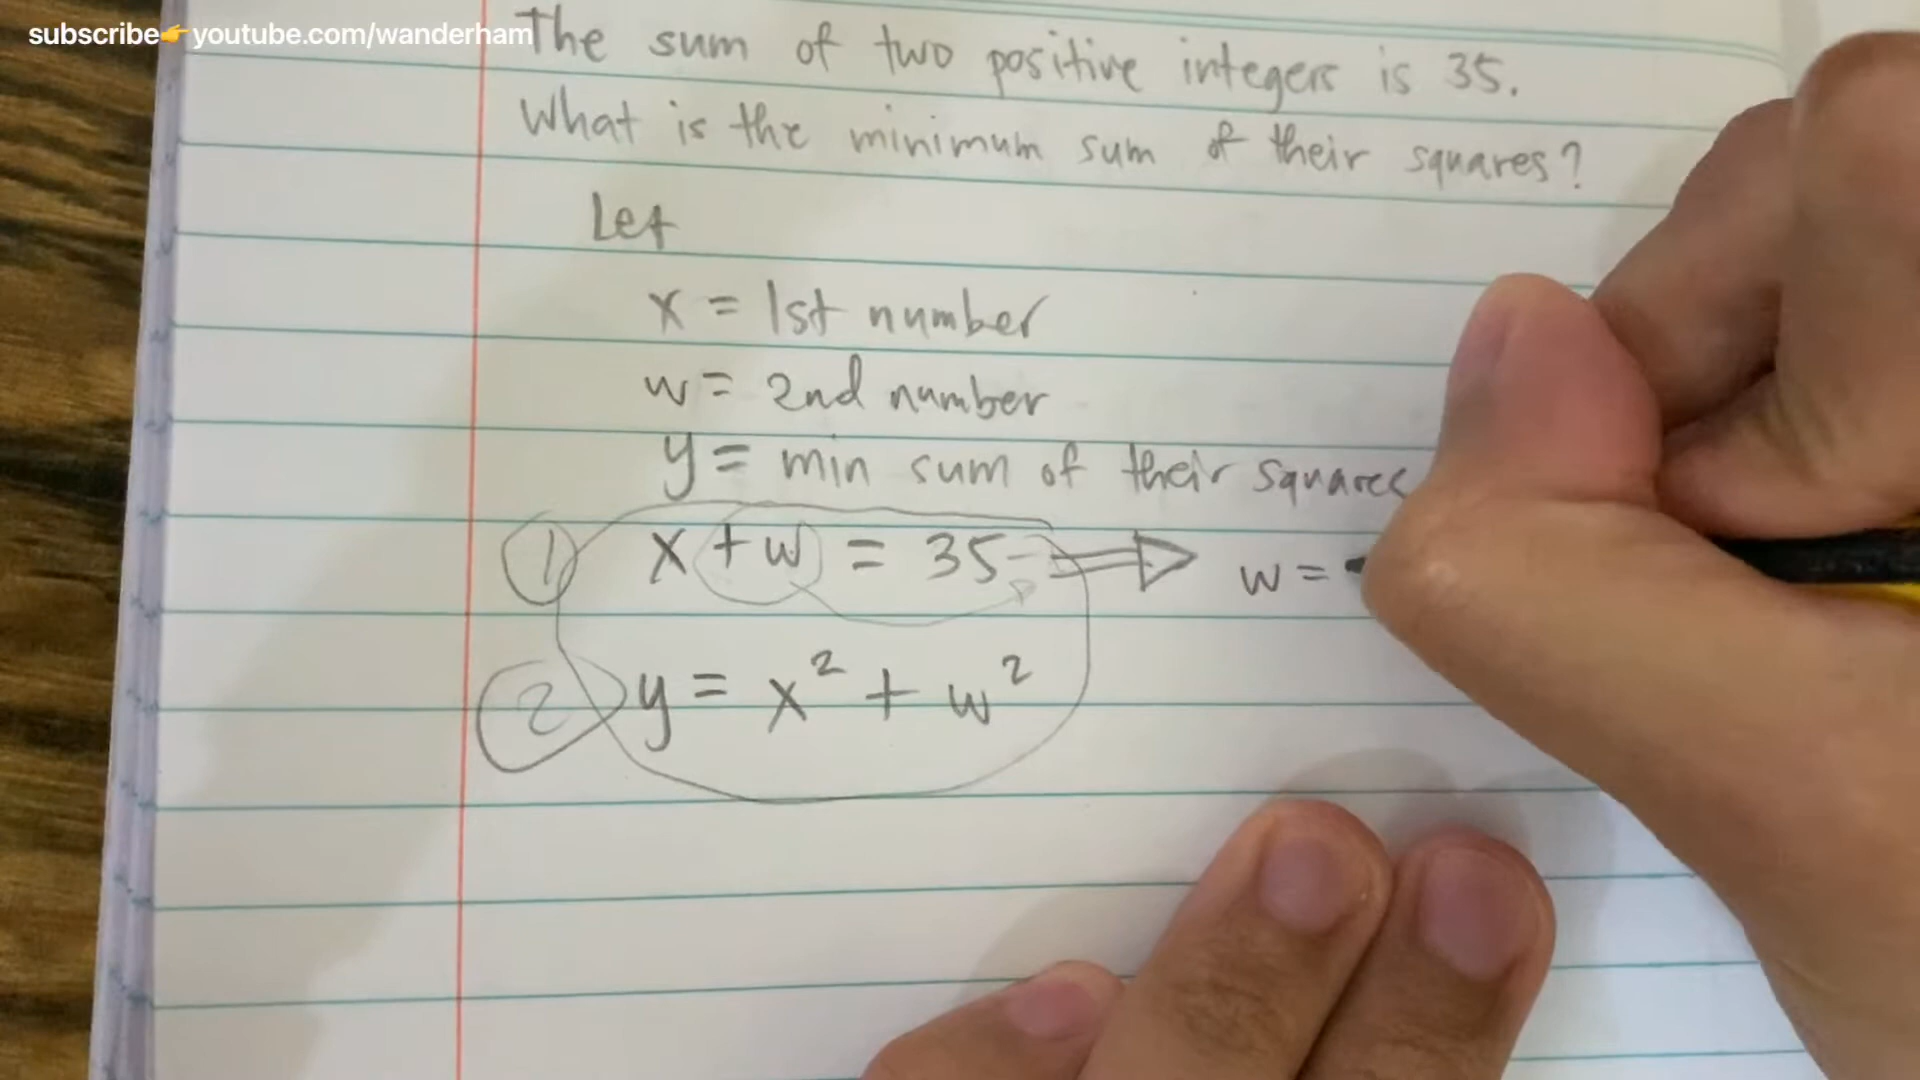 subscribe👉youtube.com/wanderham
The sum of two positive integers is 35.
What is the minimum sum of their squares?
Let
x = 1st number
w = 2nd number
y = min sum of their squares
1 x + w = 35 ⇒ w =
2 y = x² + w²